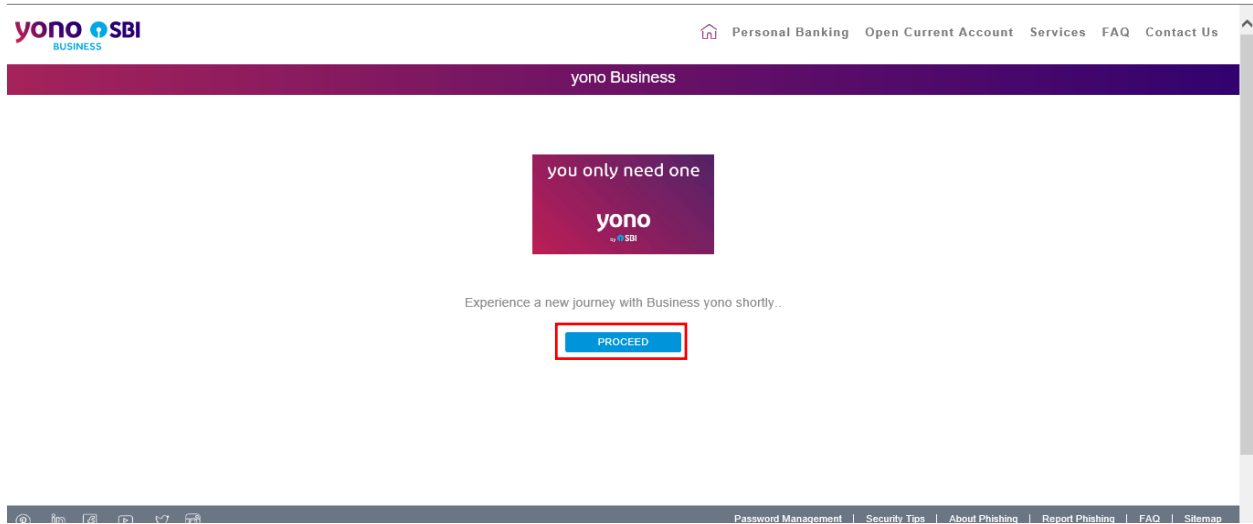 yono SBI
BUSINESS
Personal Banking Open Current Account Services FAQ Contact Us
yono Business
you only need one
yono
by SBI
Experience a new journey with Business yono shortly..
PROCEED
Password Management | Security Tips | About Phishing | Report Phishing | FAQ | Sitemap